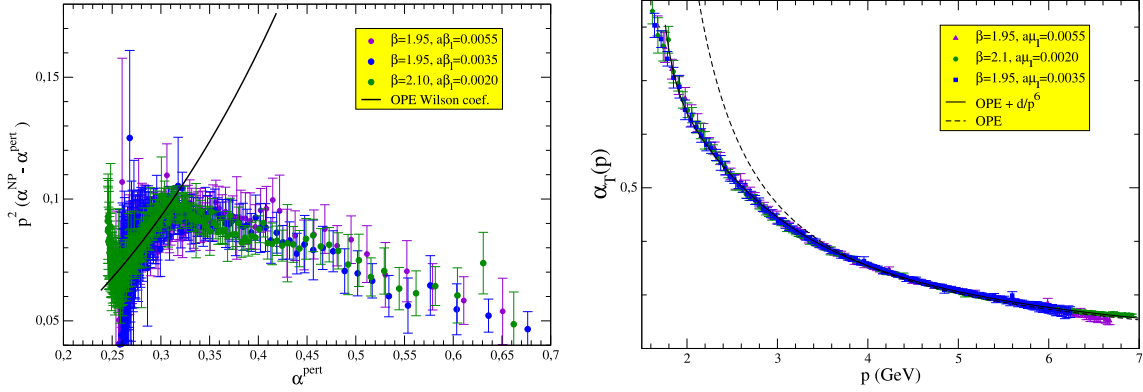 0,15
0,1
0,05
p² (α^NP - α^pert)
β=1.95, aβ_l=0.0055
β=1.95, aβ_l=0.0035
β=2.10, aβ_l=0.0020
OPE Wilson coef.
0,2 0,25 0,3 0,35 0,4 0,45 0,5 0,55 0,6 0,65 0,7
α^pert
0,5
α_T(p)
β=1.95, aμ_l=0.0055
β=2.1, aμ_l=0.0020
β=1.95, aμ_l=0.0035
OPE + d/p⁶
OPE
2 3 4 5 6 7
p (GeV)